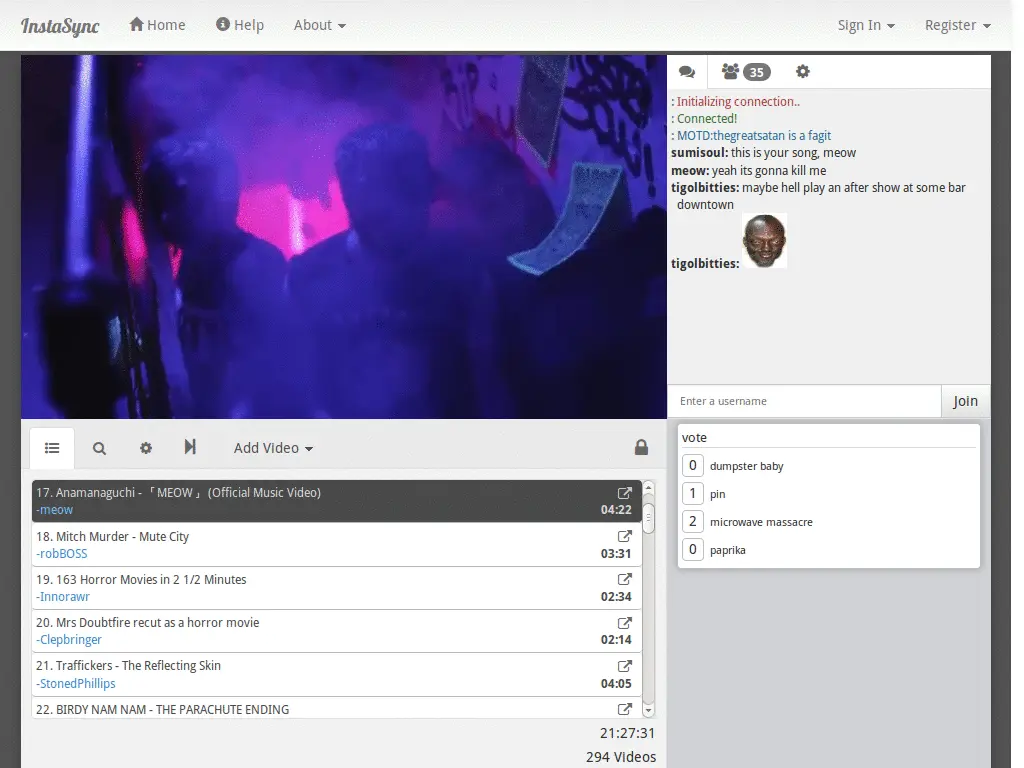 InstaSync
Home
Help
About
Sign In
Register
35
: Initializing connection..
: Connected!
: MOTD:thegreatsatan is a fagit
sumisoul: this is your song, meow
meow: yeah its gonna kill me
tigolbitties: maybe hell play an after show at some bar
downtown
tigolbitties:
Enter a username
Join
vote
0 dumpster baby
1 pin
2 microwave massacre
0 paprika
Add Video
17. Anamanaguchi - 「MEOW」 (Official Music Video)
-meow 04:22
18. Mitch Murder - Mute City
-robBOSS 03:31
19. 163 Horror Movies in 2 1/2 Minutes
-Innorawr 02:34
20. Mrs Doubtfire recut as a horror movie
-Clepbringer 02:14
21. Traffickers - The Reflecting Skin
-StonedPhillips 04:05
22. BIRDY NAM NAM - THE PARACHUTE ENDING
21:27:31
294 Videos